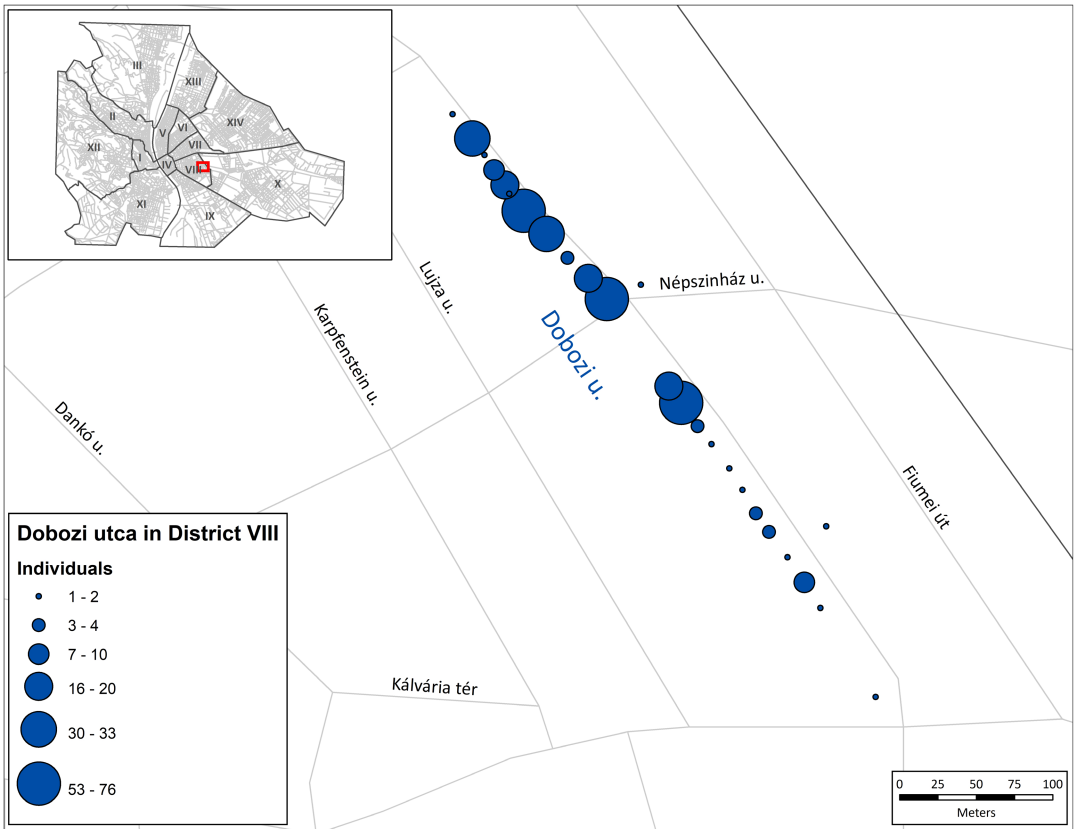 III
XIII
II
XIV
V
VI
XII
VII
I
IV
VIII
X
XI
IX
Népszinház u.
Lujza u.
Karpfenstein u.
Dobozi u.
Dankó u.
Fiumei út
Kálvária tér
Dobozi utca in District VIII
Individuals
1 - 2
3 - 4
7 - 10
16 - 20
30 - 33
53 - 76
0 25 50 75 100
Meters